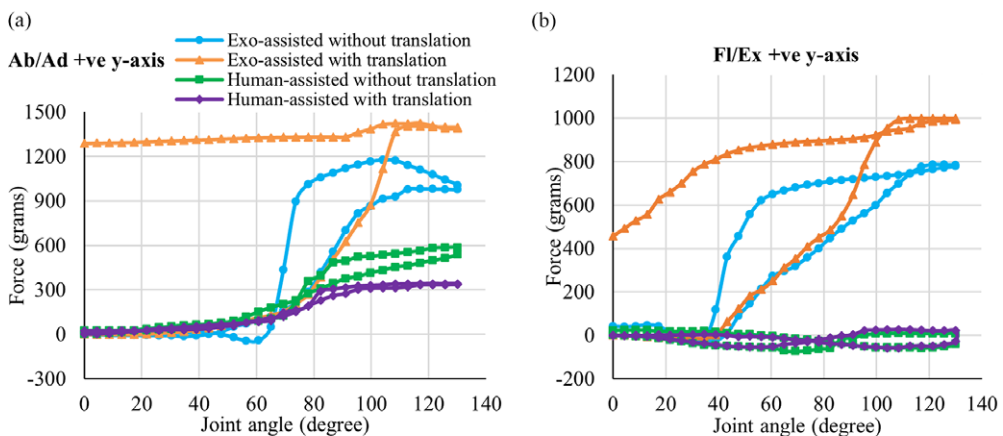 (a)
Ab/Ad +ve y-axis
Exo-assisted without translation
Exo-assisted with translation
Human-assisted without translation
Human-assisted with translation
1500
1200
900
600
300
0
-300
Force (grams)
0 20 40 60 80 100 120 140
Joint angle (degree)
(b)
Fl/Ex +ve y-axis
1200
1000
800
600
400
200
0
-200
Force (grams)
0 20 40 60 80 100 120 140
Joint angle (degree)